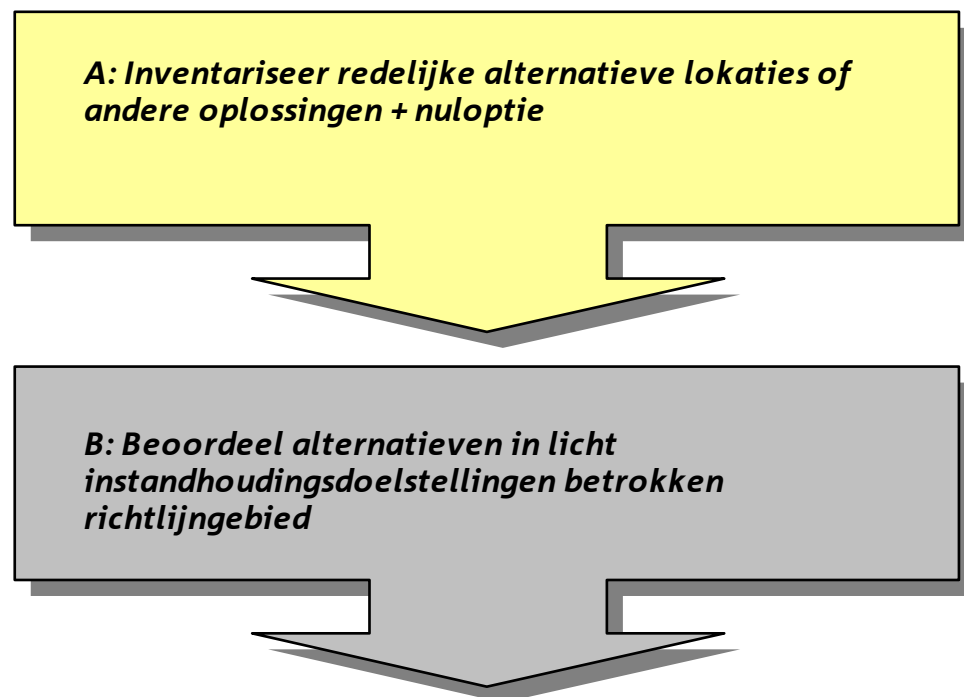 A: Inventariseer redelijke alternatieve lokaties of
andere oplossingen + nuloptie
B: Beoordeel alternatieven in licht
instandhoudingsdoelstellingen betrokken
richtlijngebied